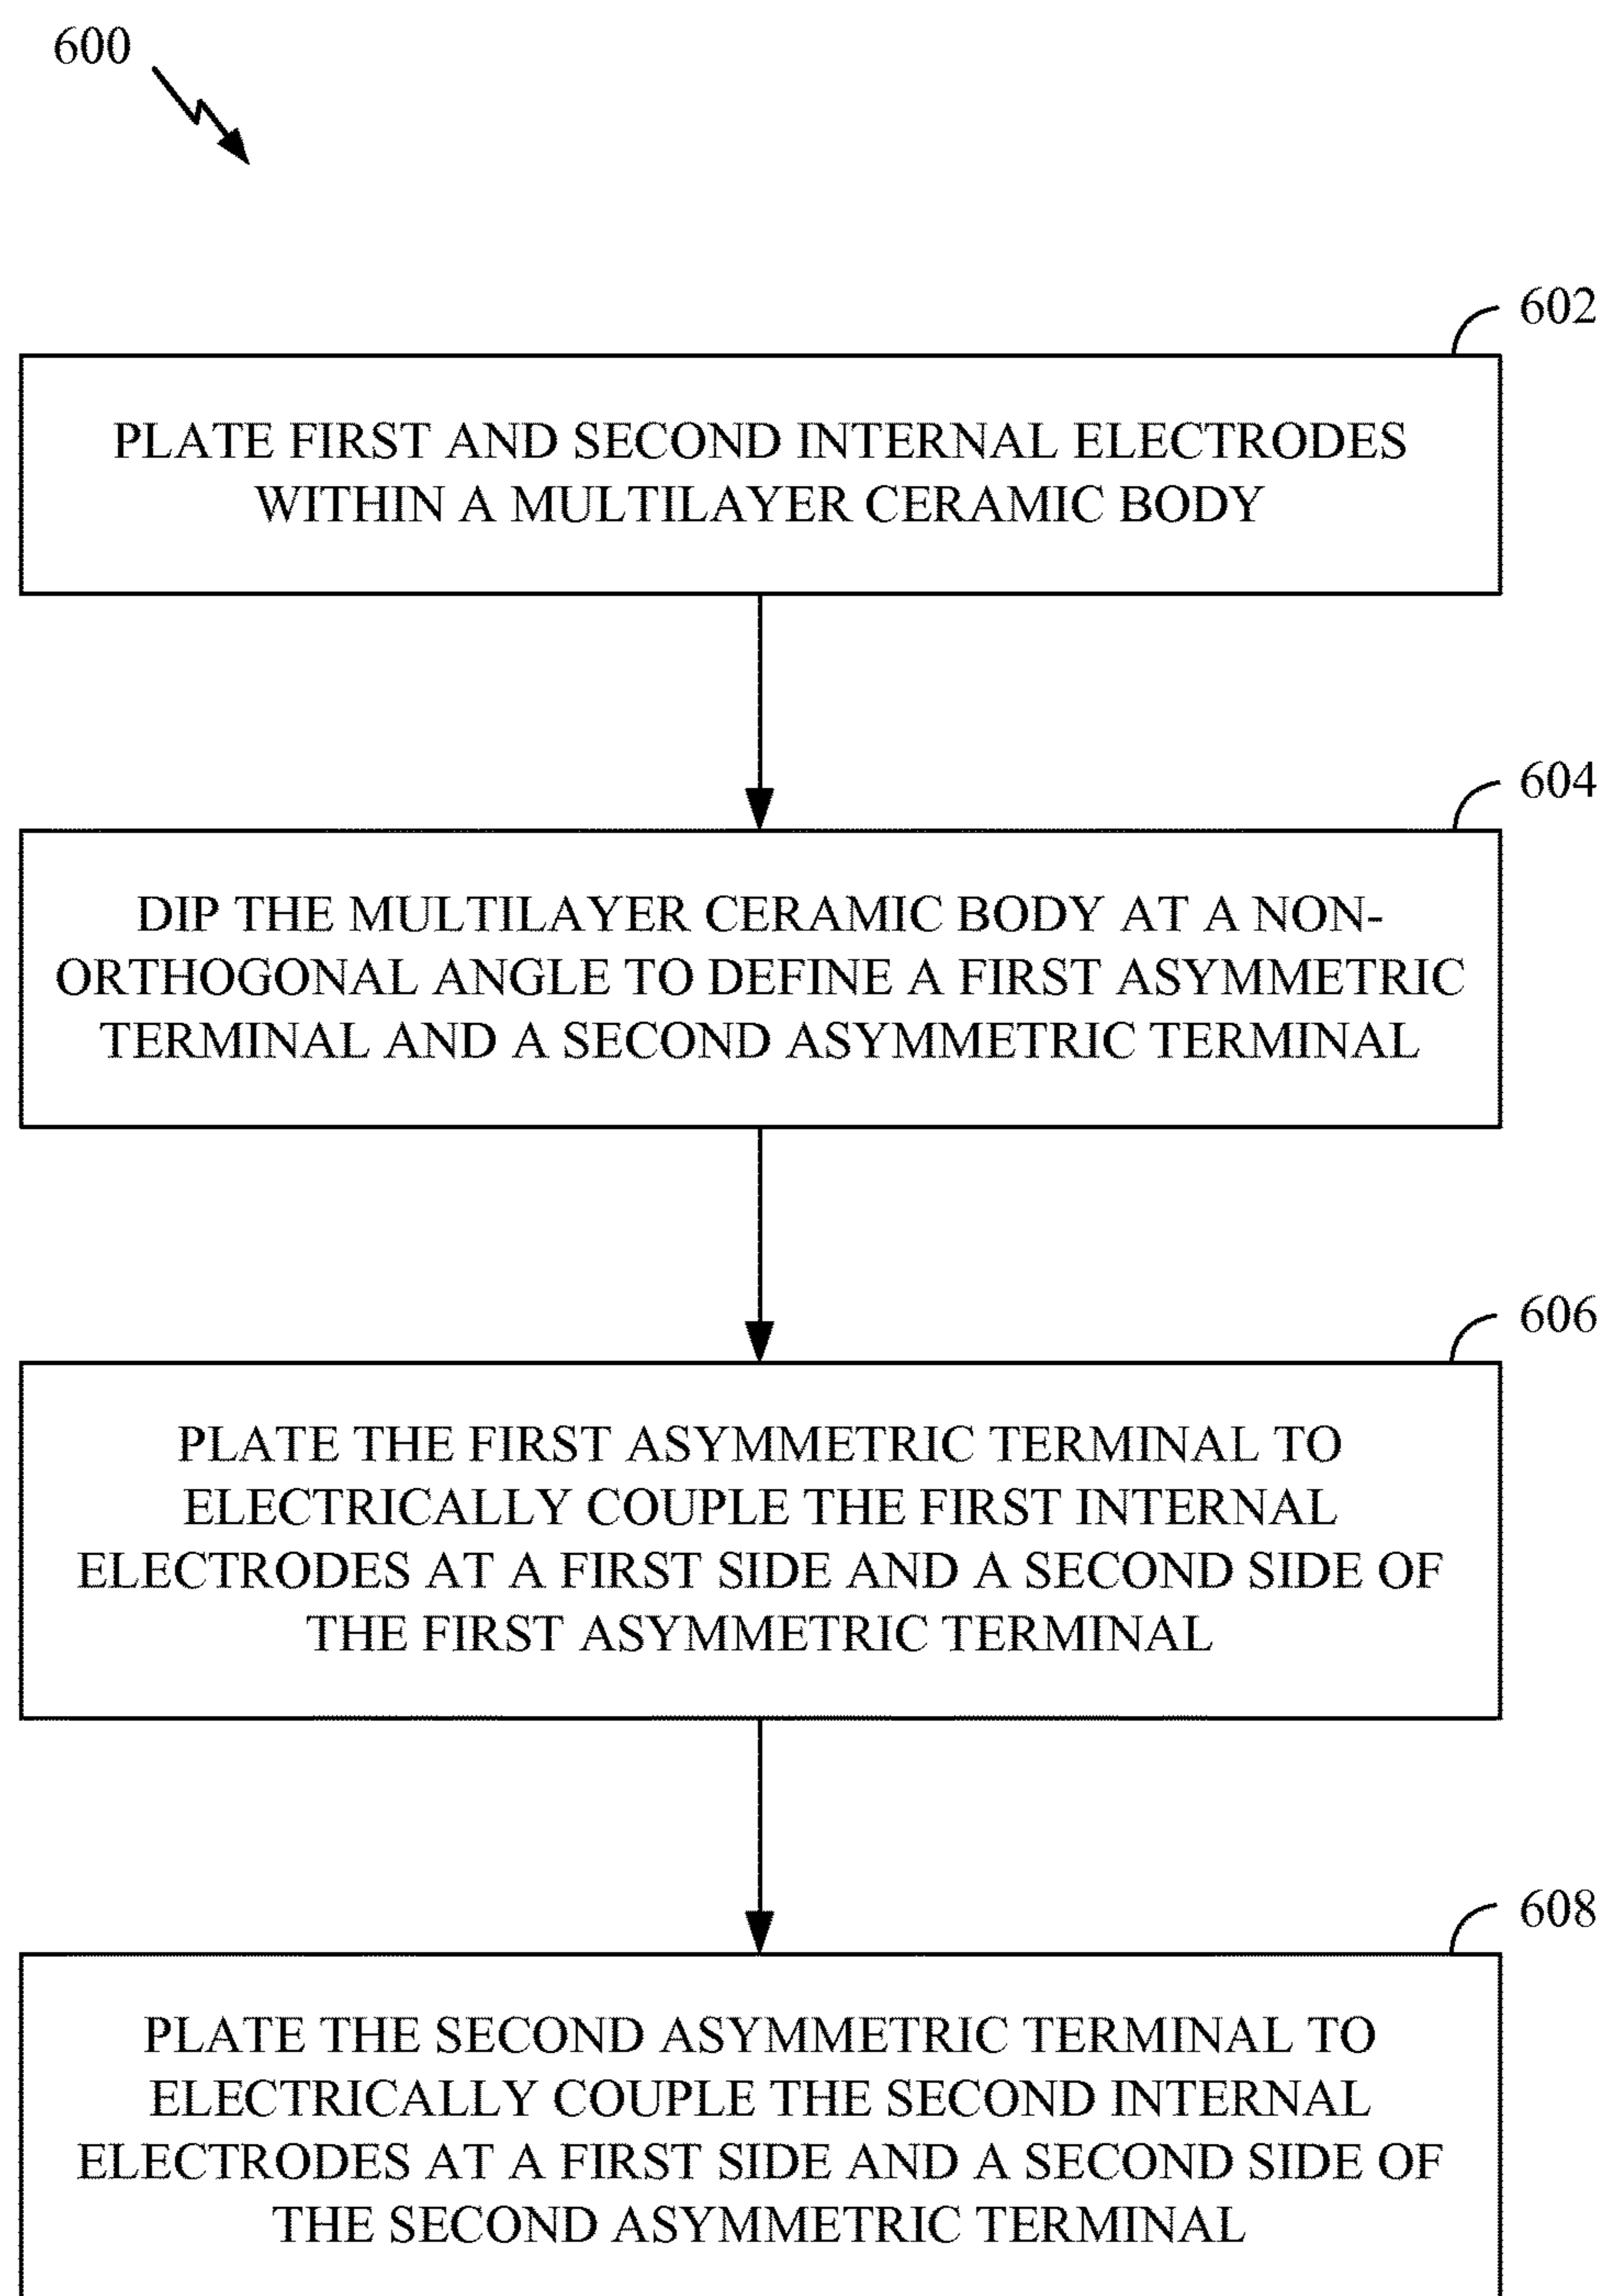 600
602
PLATE FIRST AND SECOND INTERNAL ELECTRODES
WITHIN A MULTILAYER CERAMIC BODY
604
DIP THE MULTILAYER CERAMIC BODY AT A NON-
ORTHOGONAL ANGLE TO DEFINE A FIRST ASYMMETRIC
TERMINAL AND A SECOND ASYMMETRIC TERMINAL
606
PLATE THE FIRST ASYMMETRIC TERMINAL TO
ELECTRICALLY COUPLE THE FIRST INTERNAL
ELECTRODES AT A FIRST SIDE AND A SECOND SIDE OF
THE FIRST ASYMMETRIC TERMINAL
608
PLATE THE SECOND ASYMMETRIC TERMINAL TO
ELECTRICALLY COUPLE THE SECOND INTERNAL
ELECTRODES AT A FIRST SIDE AND A SECOND SIDE OF
THE SECOND ASYMMETRIC TERMINAL